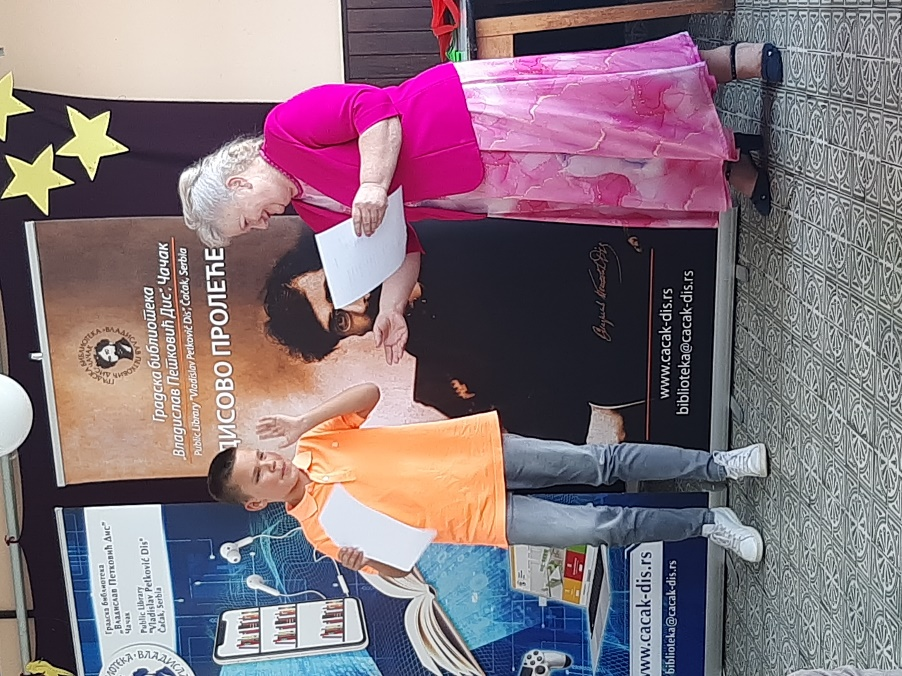 Градска библиотека
„Владислав Петковић Дис“, Чачак
Public Library "Vladislav Petković Dis", Čačak, Serbia
ДИСОВО ПРОЛЕЋЕ
www.cacak-dis.rs
biblioteka@cacak-dis.rs
Градска библиотека
„Владислав Петковић Дис“
Чачак
Public Library
"Vladislav Petković Dis"
Čačak, Serbia
www.cacak-dis.rs
biblioteka@cacak-dis.rs